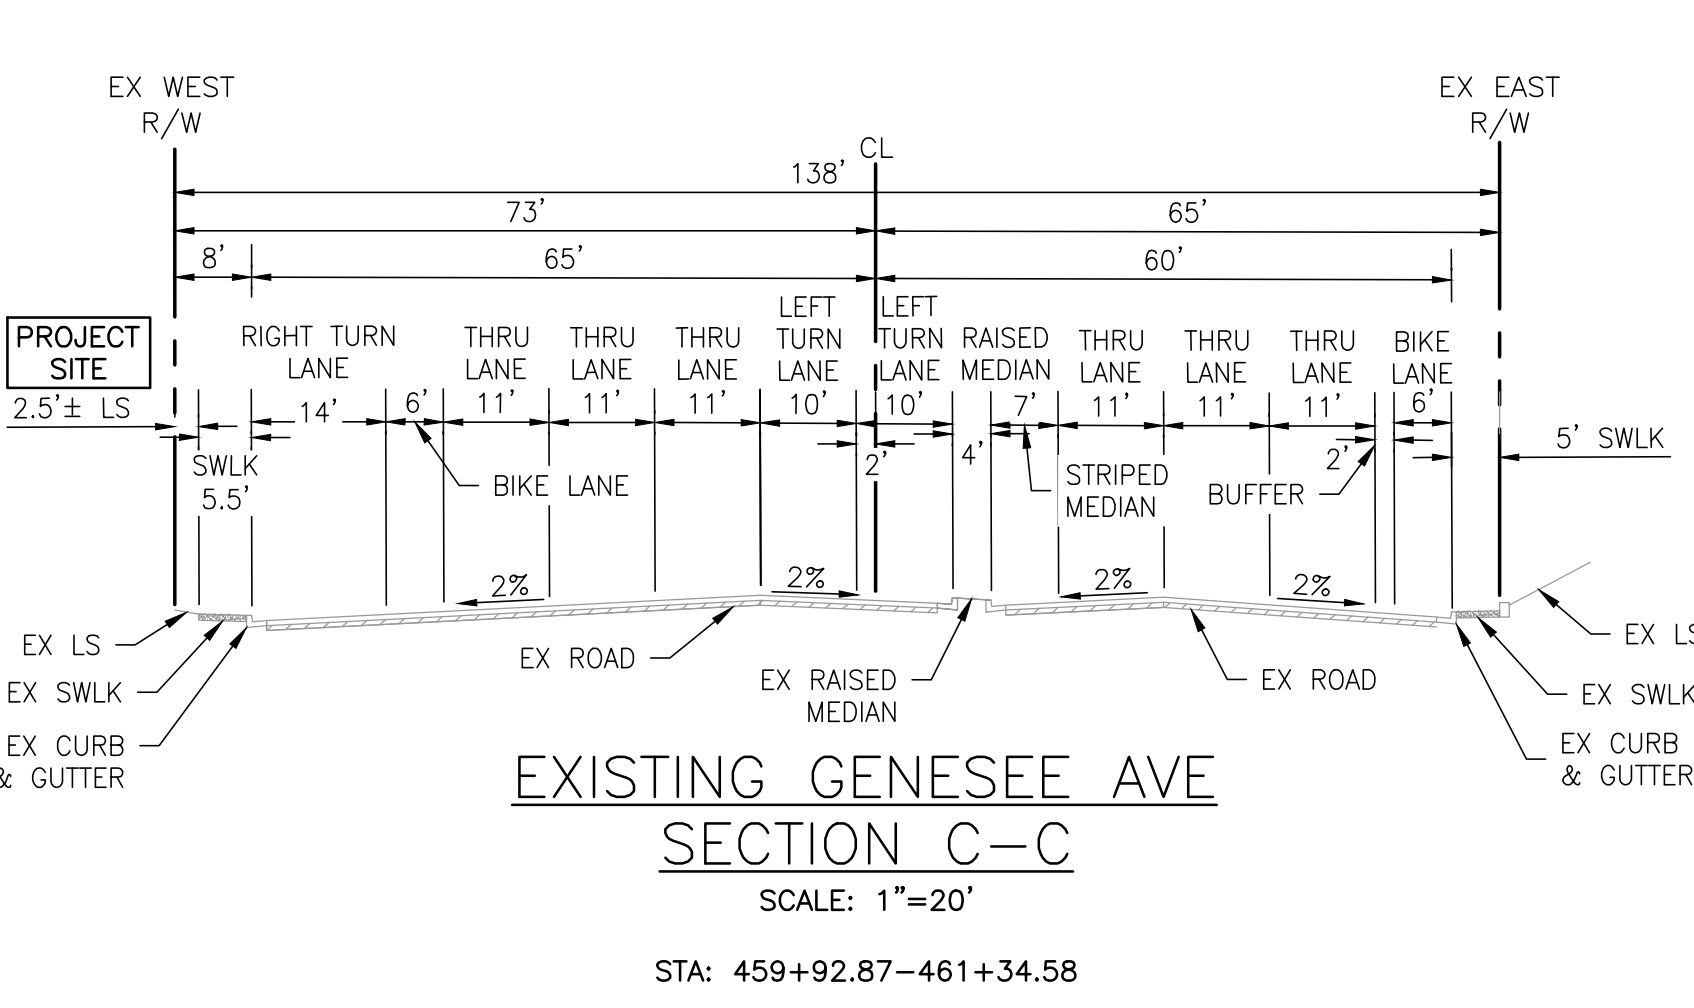 EX WEST
R/W
EX EAST
R/W
CL
138'
73'
65'
8'
65'
60'
PROJECT
SITE
2.5'± LS
RIGHT TURN
LANE
THRU
LANE
THRU
LANE
THRU
LANE
LEFT
TURN
LANE
LEFT
TURN
LANE
RAISED
MEDIAN
THRU
LANE
THRU
LANE
THRU
LANE
BIKE
LANE
14'
6'
11'
11'
11'
10'
10'
7'
11'
11'
11'
6'
SWLK
5.5'
BIKE LANE
2'
4'
STRIPED
MEDIAN
2'
BUFFER
5' SWLK
2%
2%
2%
2%
EX LS
EX SWLK
EX CURB
& GUTTER
EX ROAD
EX RAISED
MEDIAN
EX ROAD
EX LS
EX SWLK
EX CURB
& GUTTER
EXISTING GENESEE AVE
SECTION C-C
SCALE: 1"=20'
STA: 459+92.87-461+34.58